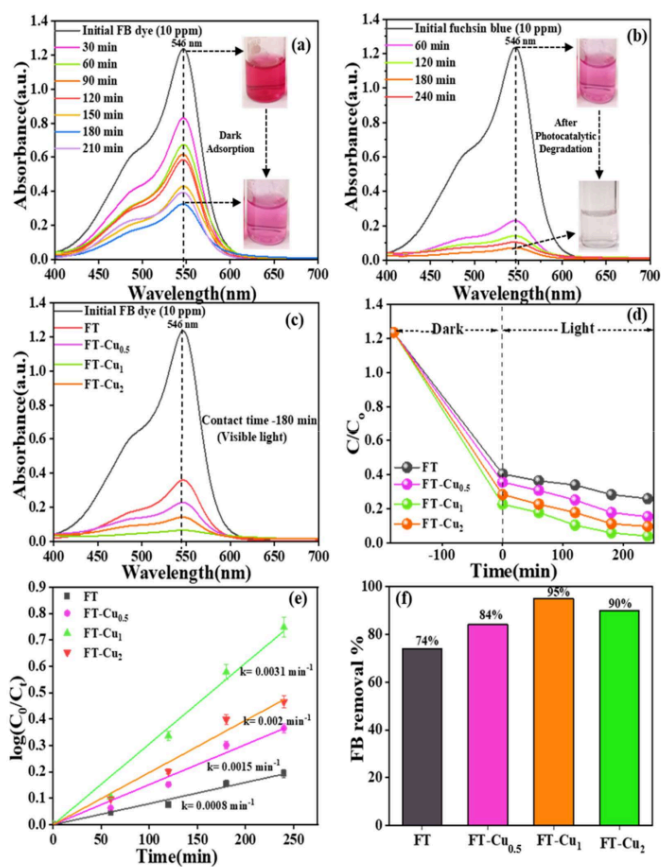 (a)
Initial FB dye (10 ppm)
30 min
60 min
90 min
120 min
150 min
180 min
210 min
546 nm
Dark
Adsorption
Absorbance(a.u.)
1.4
1.2
1.0
0.8
0.6
0.4
0.2
0.0
400 450 500 550 600 650 700
Wavelength(nm)
(b)
Initial fuchsin blue (10 ppm)
60 min
120 min
180 min
240 min
546 nm
After
Photocatalytic
Degradation
Absorbance(a.u.)
1.4
1.2
1.0
0.8
0.6
0.4
0.2
0.0
400 450 500 550 600 650 700
Wavelength(nm)
(c)
Initial FB dye (10 ppm)
FT
FT-Cu0.5
FT-Cu1
FT-Cu2
546 nm
Contact time -180 min
(Visible light)
Absorbance(a.u.)
1.4
1.2
1.0
0.8
0.6
0.4
0.2
0.0
400 450 500 550 600 650 700
Wavelength(nm)
(d)
Dark Light
FT
FT-Cu0.5
FT-Cu1
FT-Cu2
C/Co
1.4
1.2
1.0
0.8
0.6
0.4
0.2
0.0
-100 0 100 200
Time(min)
(e)
FT
FT-Cu0.5
FT-Cu1
FT-Cu2
k= 0.0031 min-1
k= 0.002 min-1
k= 0.0015 min-1
k= 0.0008 min-1
log(C0/Ct)
0.9
0.8
0.7
0.6
0.5
0.4
0.3
0.2
0.1
0.0
0 50 100 150 200 250
Time(min)
(f)
74%
84%
95%
90%
FB removal %
100
80
60
40
20
0
FT FT-Cu0.5 FT-Cu1 FT-Cu2